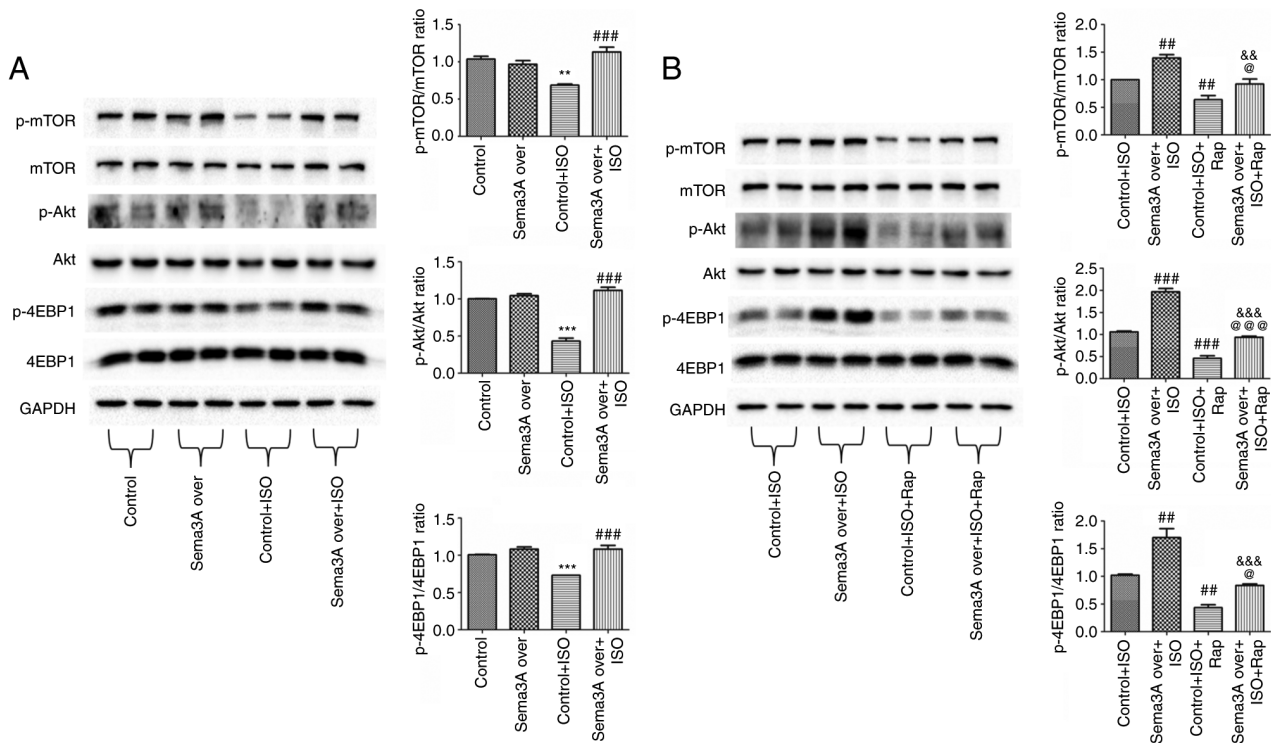 A
p-mTOR
mTOR
p-Akt
Akt
p-4EBP1
4EBP1
GAPDH
Control
Sema3A over
Control+ISO
Sema3A over+ISO
p-mTOR/mTOR ratio
1.5
1.0
0.5
0.0
**
###
Control
Sema3A over
Control+ISO
Sema3A over+
ISO
p-Akt/Akt ratio
1.5
1.0
0.5
0.0
***
###
Control
Sema3A over
Control+ISO
Sema3A over+
ISO
p-4EBP1/4EBP1 ratio
1.5
1.0
0.5
0.0
***
###
Control
Sema3A over
Control+ISO
Sema3A over+
ISO
B
p-mTOR
mTOR
p-Akt
Akt
p-4EBP1
4EBP1
GAPDH
Control+ISO
Sema3A over+ISO
Control+ISO+Rap
Sema3A over+ISO+Rap
p-mTOR/mTOR ratio
2.0
1.5
1.0
0.5
0.0
##
##
&&
@
Control+ISO
Sema3A over+
ISO
Control+ISO+
Rap
Sema3A over+
ISO+Rap
p-Akt/Akt ratio
2.5
2.0
1.5
1.0
0.5
0.0
###
###
&&&
@ @ @
Control+ISO
Sema3A over+
ISO
Control+ISO+
Rap
Sema3A over+
ISO+Rap
p-4EBP1/4EBP1 ratio
2.0
1.5
1.0
0.5
0.0
##
##
&&&
@
Control+ISO
Sema3A over+
ISO
Control+ISO+
Rap
Sema3A over+
ISO+Rap